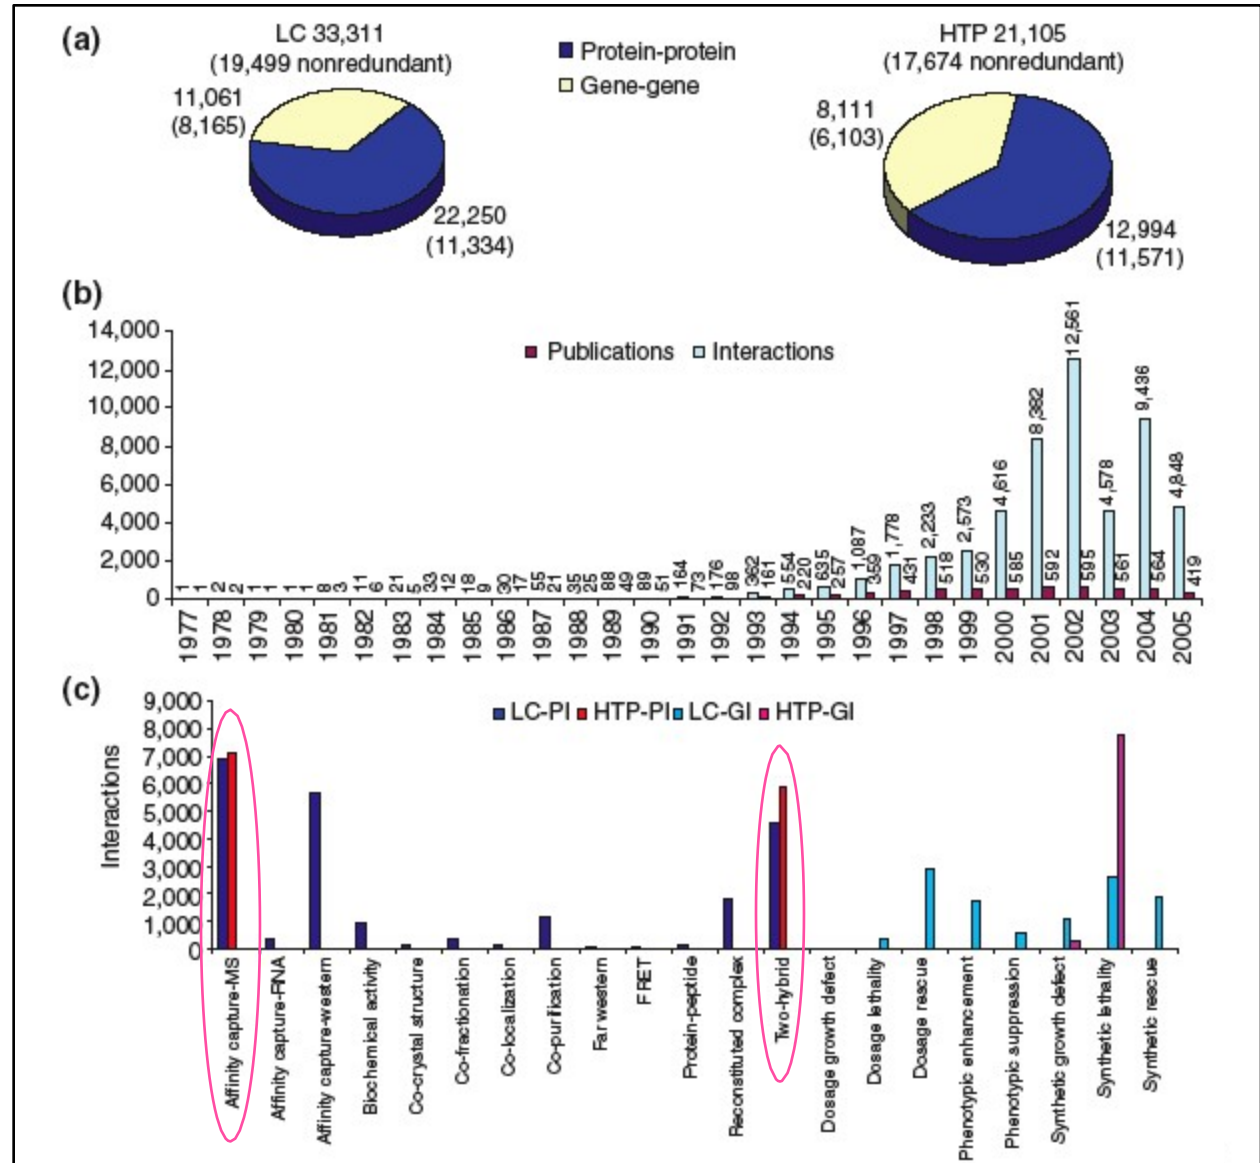 (a)
LC 33,311
(19,499 nonredundant)
11,061
(8,165)
22,250
(11,334)
Protein-protein
Gene-gene
HTP 21,105
(17,674 nonredundant)
8,111
(6,103)
12,994
(11,571)
(b)
14,000
12,000
10,000
8,000
6,000
4,000
2,000
0
Publications
Interactions
1 1 2 2 1 1 1 1 8 3 11 6 21 5 33 12 18 9 30 17 55 21 35 25 88 49 89 51 164 73 176 98 362 161 554 220 635 257 1,087 359 1,778 431 2,233 518 2,573 530 4,616 585 8,382 592 12,561 595 4,578 561 9,436 564 4,848 419
1977 1978 1979 1980 1981 1982 1983 1984 1985 1986 1987 1988 1989 1990 1991 1992 1993 1994 1995 1996 1997 1998 1999 2000 2001 2002 2003 2004 2005
(c)
LC-PI HTP-PI LC-GI HTP-GI
Interactions
9,000
8,000
7,000
6,000
5,000
4,000
3,000
2,000
1,000
0
Affinity capture-MS
Affinity capture-RNA
Affinity capture-western
Biochemical activity
Co-crystal structure
Co-fractionation
Co-localization
Co-purification
Far western
FRET
Protein-peptide
Reconstituted complex
Two-hybrid
Dosage growth defect
Dosage lethality
Dosage rescue
Phenotypic enhancement
Phenotypic suppression
Synthetic growth defect
Synthetic lethality
Synthetic rescue